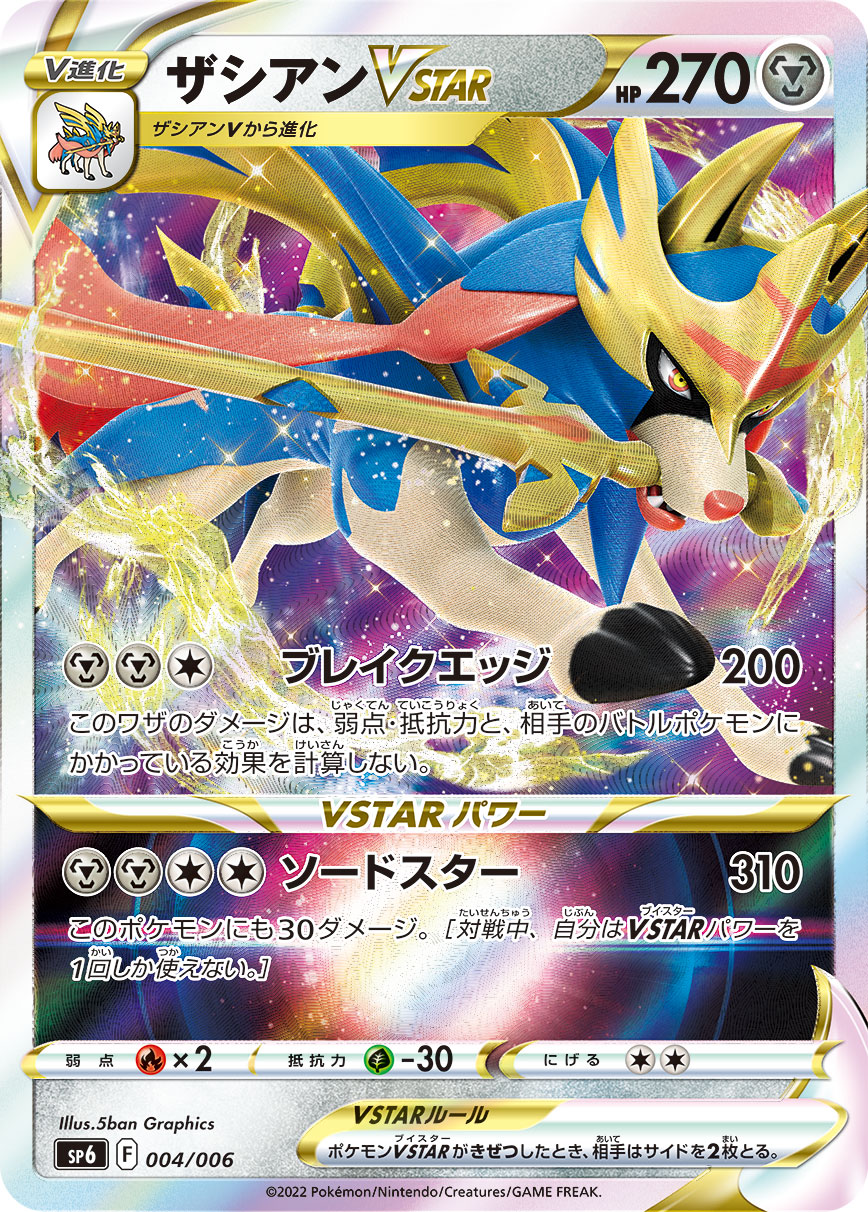 V進化
ザシアンVSTAR
HP 270
ザシアンVから進化
ブレイクエッジ 200
このワザのダメージは、弱点・抵抗力と、相手のバトルポケモンに
かかっている効果を計算しない。
VSTARパワー
ソードスター 310
このポケモンにも30ダメージ。[対戦中、自分はVSTARパワーを
1回しか使えない。]
弱点 ×2 抵抗力 -30 にげる
Illus.5ban Graphics
VSTARルール
ポケモンVSTARがきぜつしたとき、相手はサイドを2枚とる。
SP6 F 004/006
©2022 Pokémon/Nintendo/Creatures/GAME FREAK.